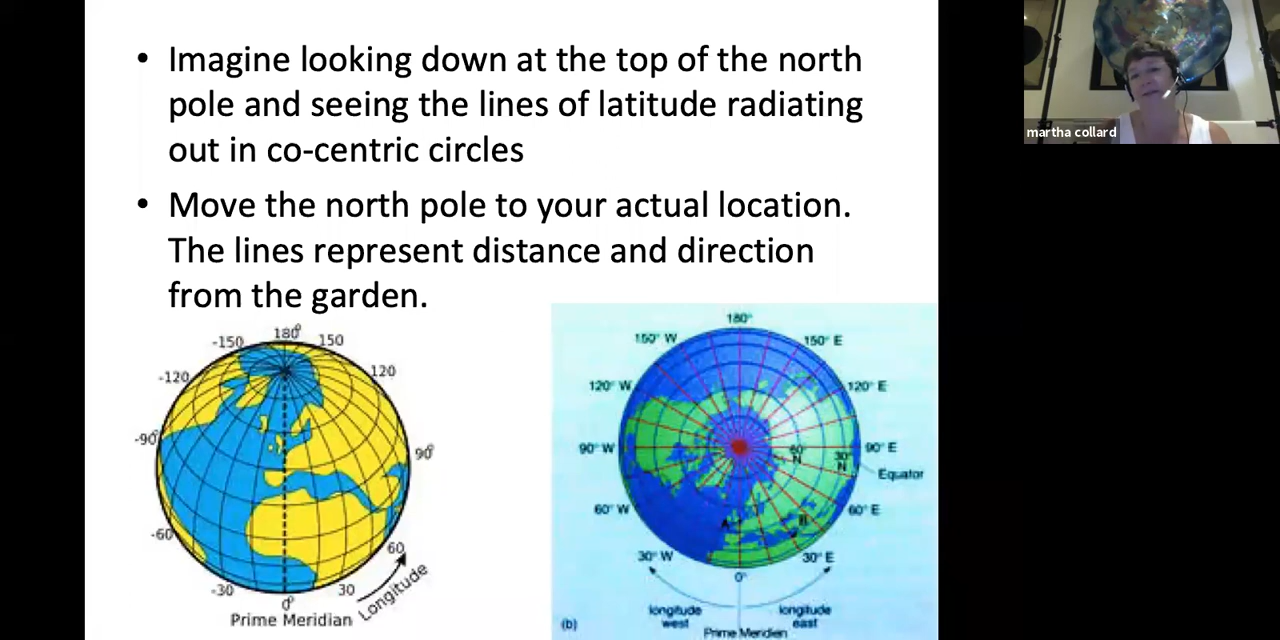 • Imagine looking down at the top of the north
pole and seeing the lines of latitude radiating
out in co-centric circles
• Move the north pole to your actual location.
The lines represent distance and direction
from the garden.
martha collard
180°
-150
150
-120
120
-90°
90°
-60
60
-30
30
0°
Longitude
Prime Meridian
180°
150° W
150° E
120° W
120° E
90° W
60°
N
30°
N
90° E
Equator
60° W
60° E
A
B
30° W
30° E
0°
longitude
west
longitude
east
(b)
Prime Meridien